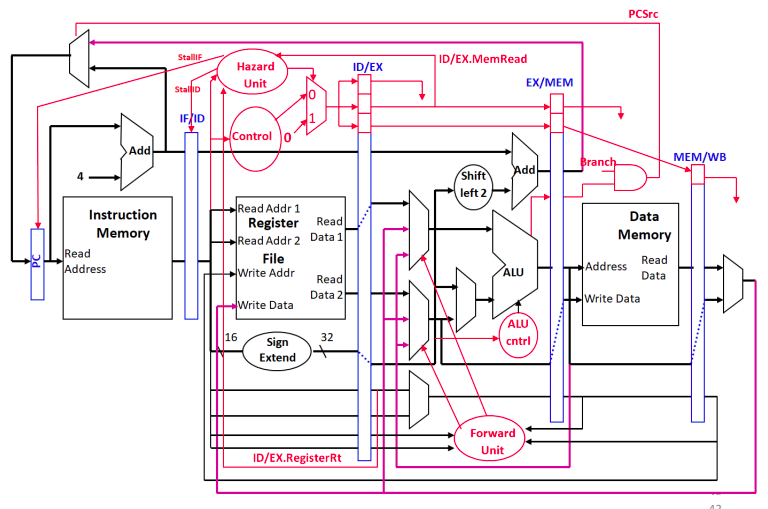 PCSrc
StallIF
Hazard
Unit
ID/EX
ID/EX.MemRead
StallID
EX/MEM
0
IF/ID
1
Control
0
Add
MEM/WB
Branch
Add
4
Shift
left 2
Instruction
Memory
Read Addr 1
Register
Read
Data 1
Read Addr 2
File
Data
Memory
PC
Read
Address
Write Addr
Read
Data 2
ALU
Address
Read
Data
Write Data
Write Data
16
Sign
Extend
32
ALU
cntrl
Forward
Unit
ID/EX.RegisterRt